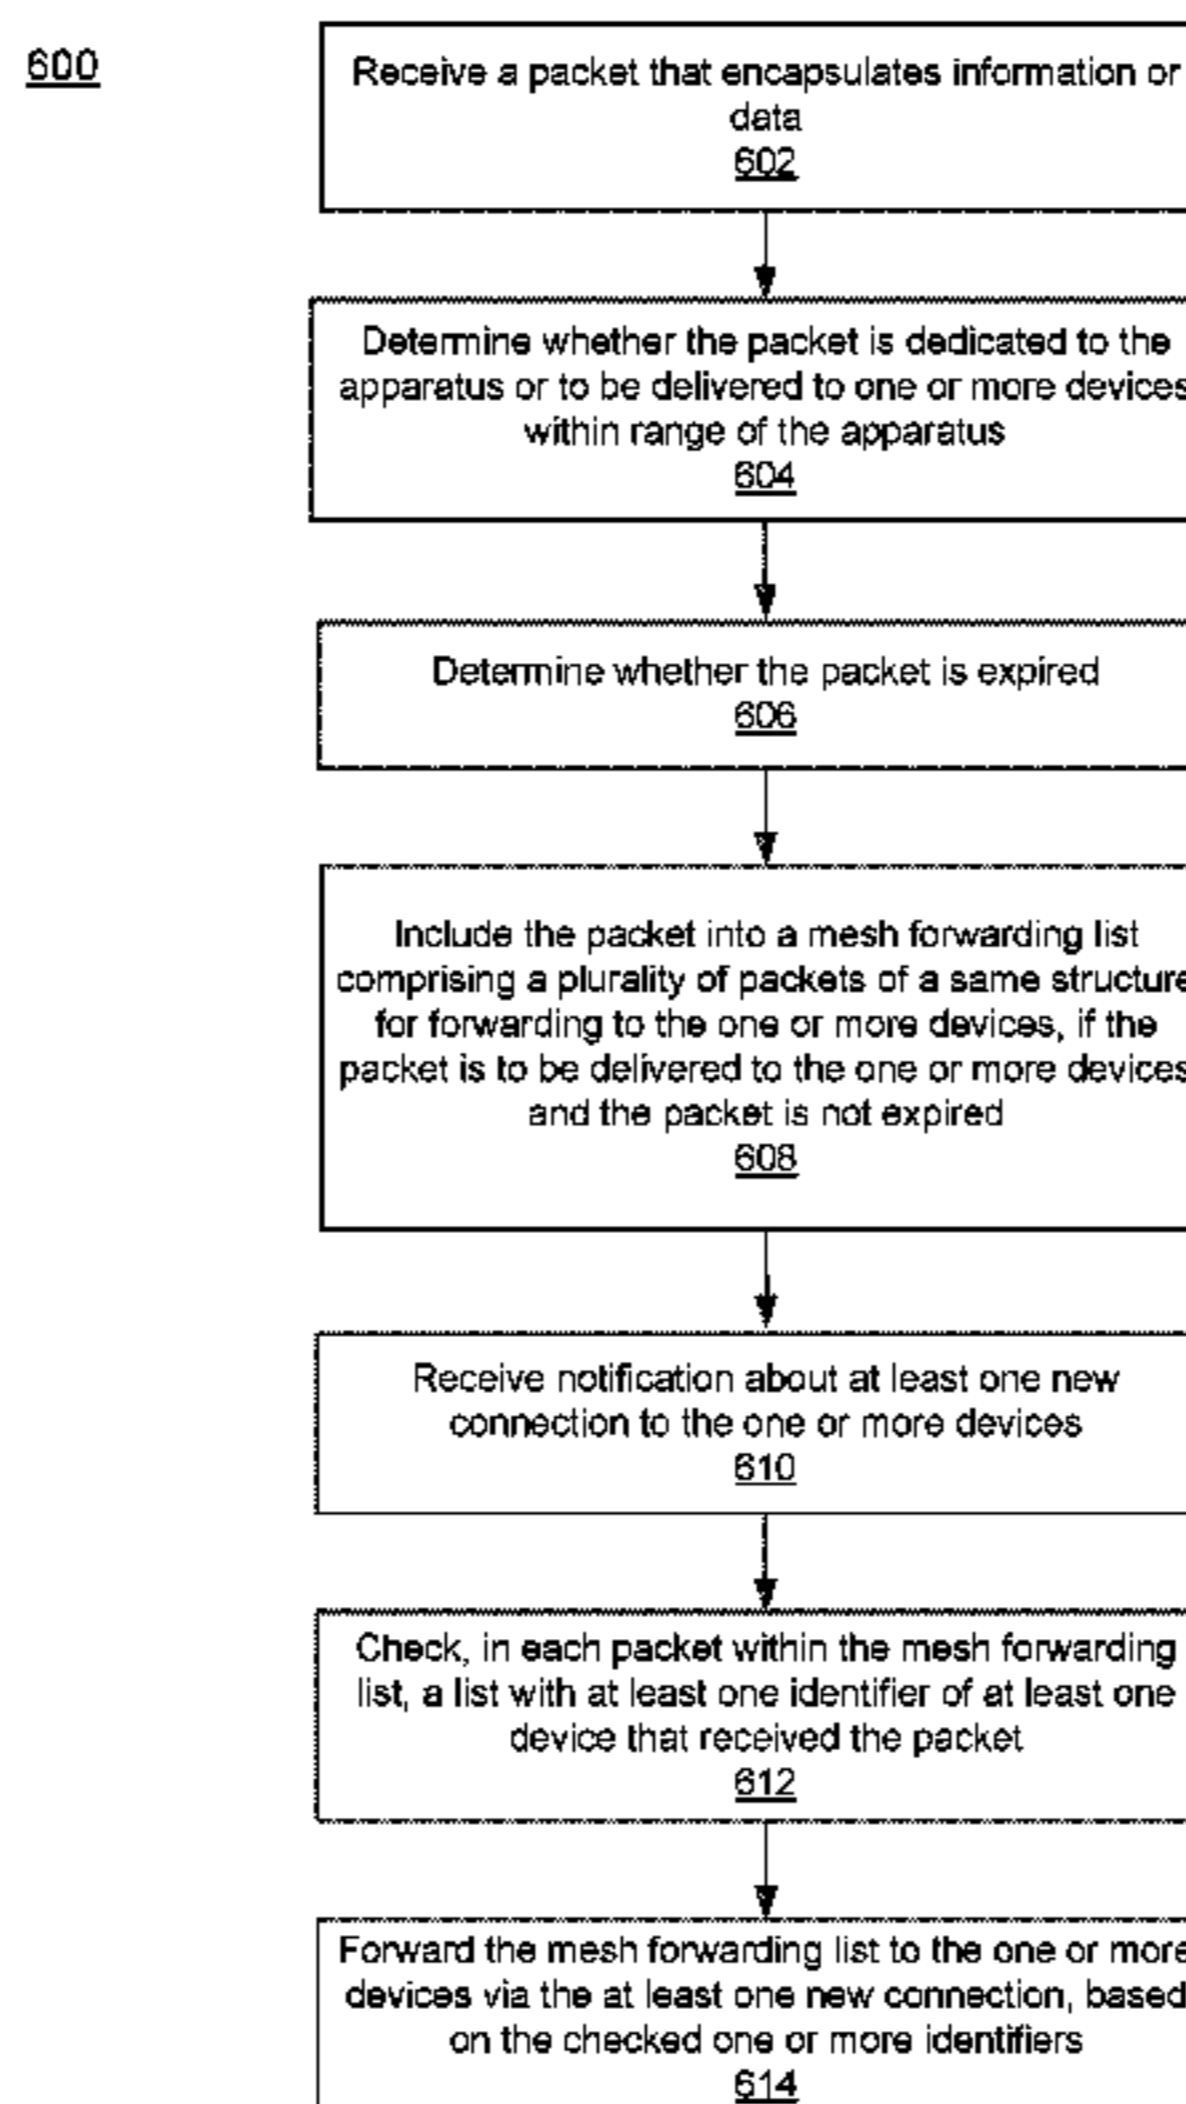 600
Receive a packet that encapsulates information or
data
602
Determine whether the packet is dedicated to the
apparatus or to be delivered to one or more devices
within range of the apparatus
604
Determine whether the packet is expired
606
Include the packet into a mesh forwarding list
comprising a plurality of packets of a same structure
for forwarding to the one or more devices, if the
packet is to be delivered to the one or more devices
and the packet is not expired
608
Receive notification about at least one new
connection to the one or more devices
610
Check, in each packet within the mesh forwarding
list, a list with at least one identifier of at least one
device that received the packet
612
Forward the mesh forwarding list to the one or more
devices via the at least one new connection, based
on the checked one or more identifiers
614